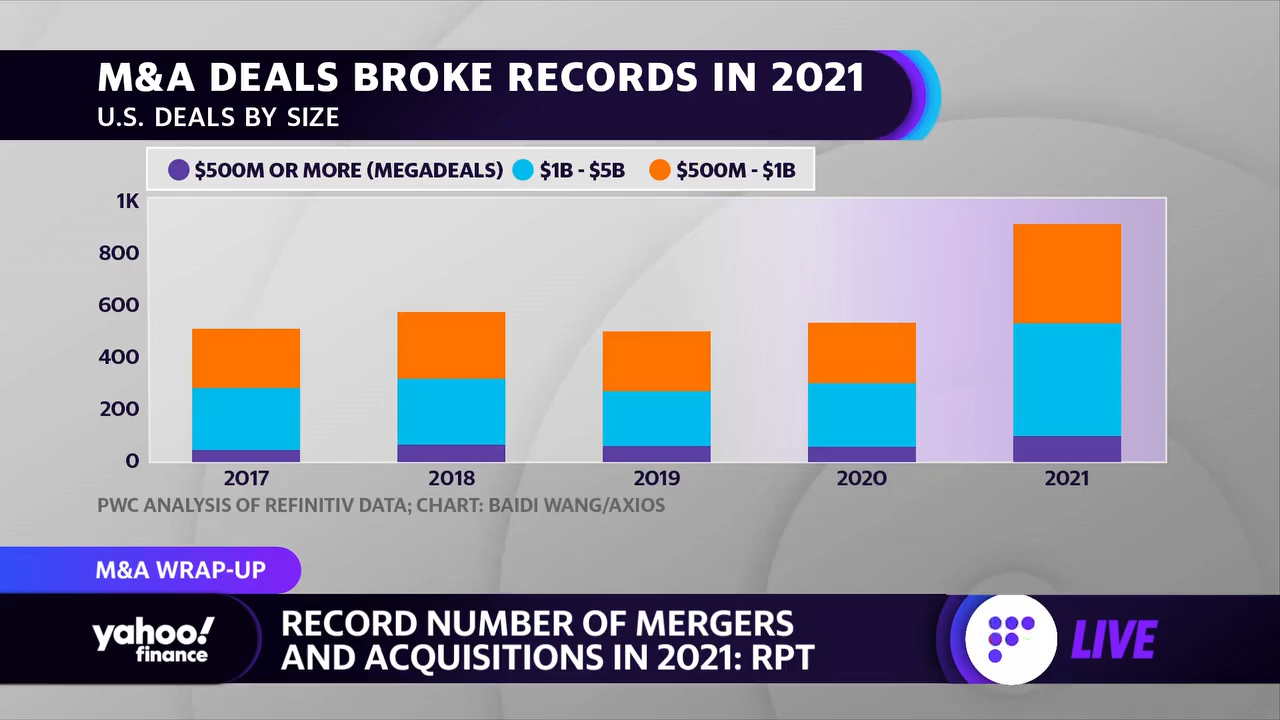 M&A DEALS BROKE RECORDS IN 2021
U.S. DEALS BY SIZE
$500M OR MORE (MEGADEALS) $1B - $5B $500M - $1B
1K
800
600
400
200
0
2017 2018 2019 2020 2021
PWC ANALYSIS OF REFINITIV DATA; CHART: BAIDI WANG/AXIOS
M&A WRAP-UP
yahoo!
finance
RECORD NUMBER OF MERGERS
AND ACQUISITIONS IN 2021: RPT
LIVE